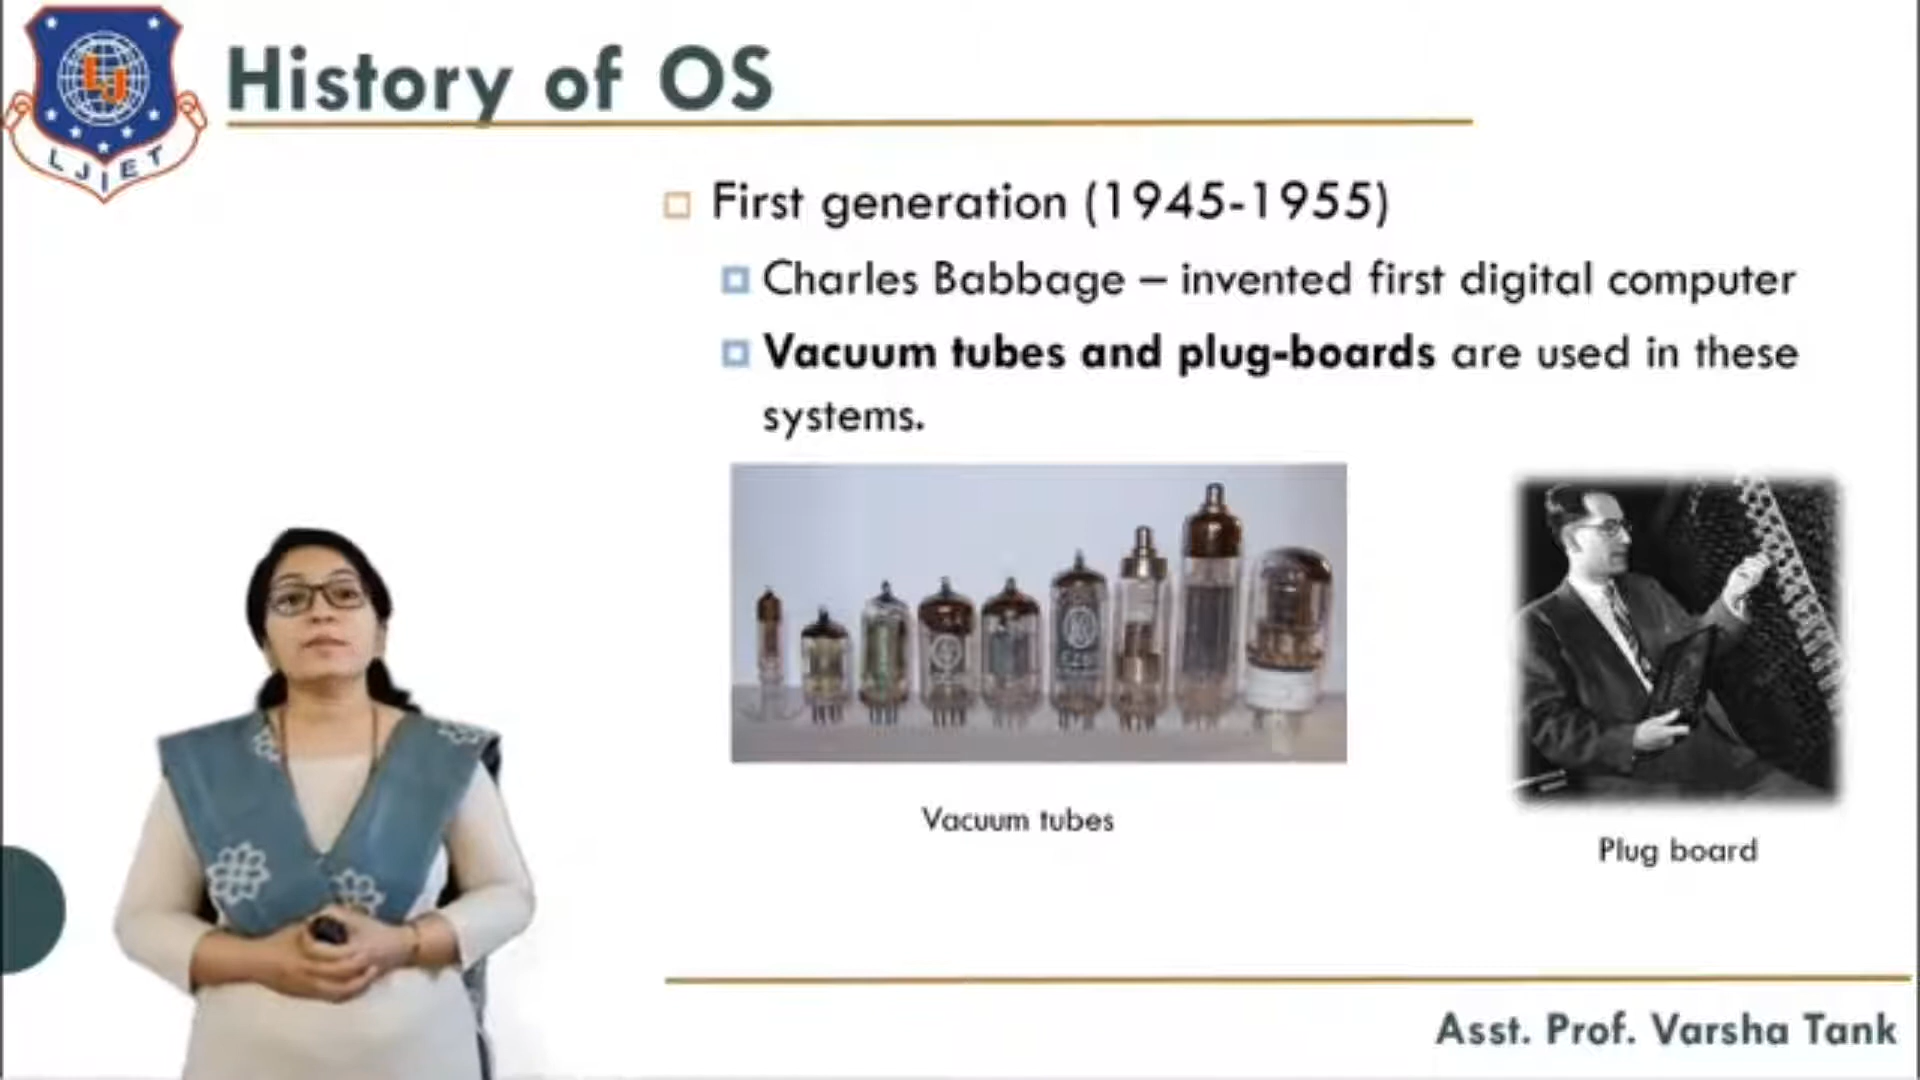 LJIET
History of OS
First generation (1945-1955)
Charles Babbage – invented first digital computer
Vacuum tubes and plug-boards are used in these
systems.
Vacuum tubes
Plug board
Asst. Prof. Varsha Tank